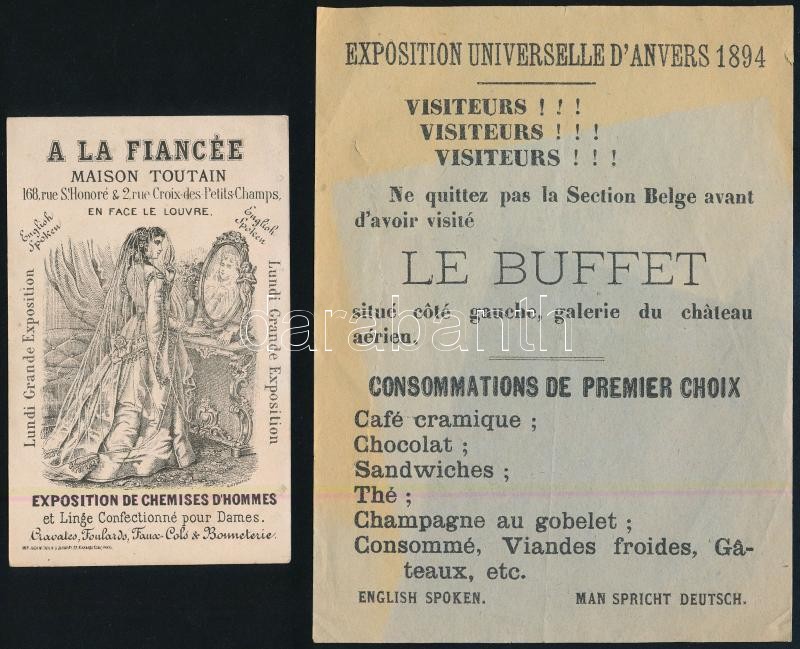 A LA FIANCÉE
MAISON TOUTAIN
168, rue St Honoré & 2, rue Croix-des-Petits-Champs,
EN FACE LE LOUVRE.
English Spoken
English Spoken
Lundi Grande Exposition
Lundi Grande Exposition
EXPOSITION DE CHEMISES D'HOMMES
et Linge Confectionné pour Dames.
Cravates, Foulards, Faux-Cols & Bonneterie.
EXPOSITION UNIVERSELLE D'ANVERS 1894
VISITEURS ! ! !
VISITEURS ! ! !
VISITEURS ! ! !
Ne quittez pas la Section Belge avant
d'avoir visité
LE BUFFET
situé côté gauche, galerie du château
aérien.
CONSOMMATIONS DE PREMIER CHOIX
Café cramique ;
Chocolat ;
Sandwiches ;
Thé ;
Champagne au gobelet ;
Consommé, Viandes froides, Gâ-
teaux, etc.
ENGLISH SPOKEN. MAN SPRICHT DEUTSCH.
darabanth